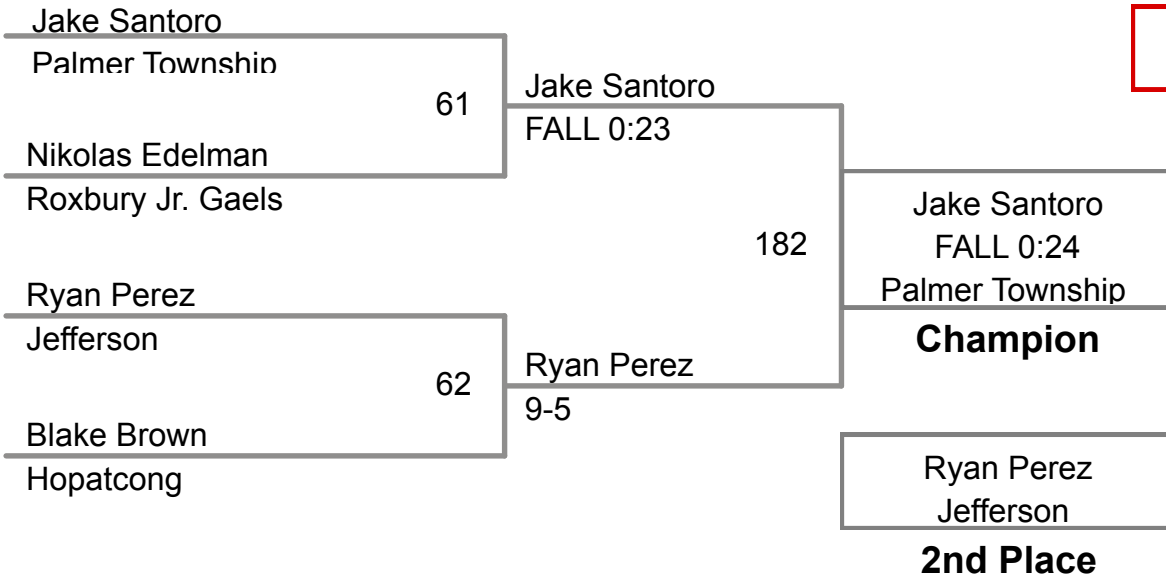 Jake Santoro
Palmer Township
61
Nikolas Edelman
Roxbury Jr. Gaels
Jake Santoro
FALL 0:23
Ryan Perez
Jefferson
62
Blake Brown
Hopatcong
Ryan Perez
9-5
182
Jake Santoro
FALL 0:24
Palmer Township
Champion
Ryan Perez
Jefferson
2nd Place